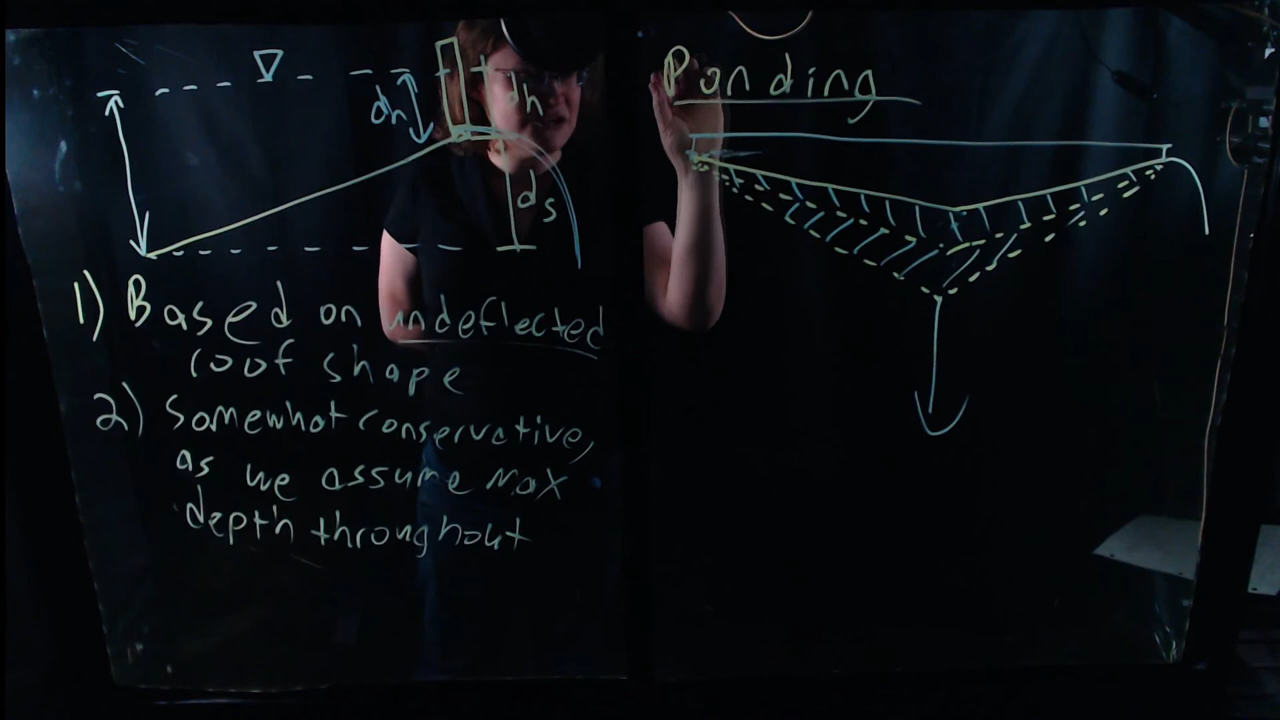 dh
dh
ds
1) Based on undeflected
roof shape
2) Somewhat conservative,
as we assume max
depth throughout
Ponding